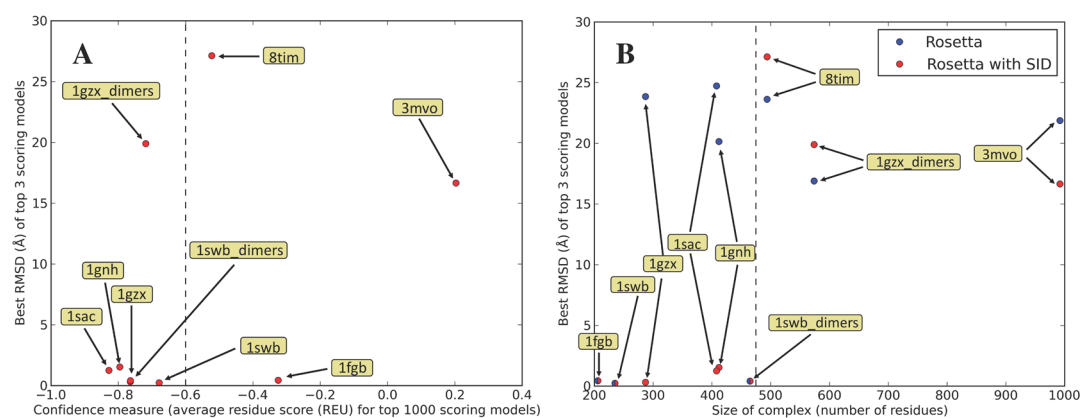 A
30
25
20
15
10
5
0
Best RMSD (Å) of top 3 scoring models
8tim
1gzx_dimers
3mvo
1swb_dimers
1gnh
1gzx
1sac
1swb
1fgb
−1.0 −0.8 −0.6 −0.4 −0.2 0.0 0.2 0.4
Confidence measure (average residue score (REU) for top 1000 scoring models)
B
30
25
20
15
10
5
0
Best RMSD (Å) of top 3 scoring models
Rosetta
Rosetta with SID
8tim
3mvo
1gzx_dimers
1sac
1gnh
1gzx
1swb
1swb_dimers
1fgb
200 300 400 500 600 700 800 900 1000
Size of complex (number of residues)